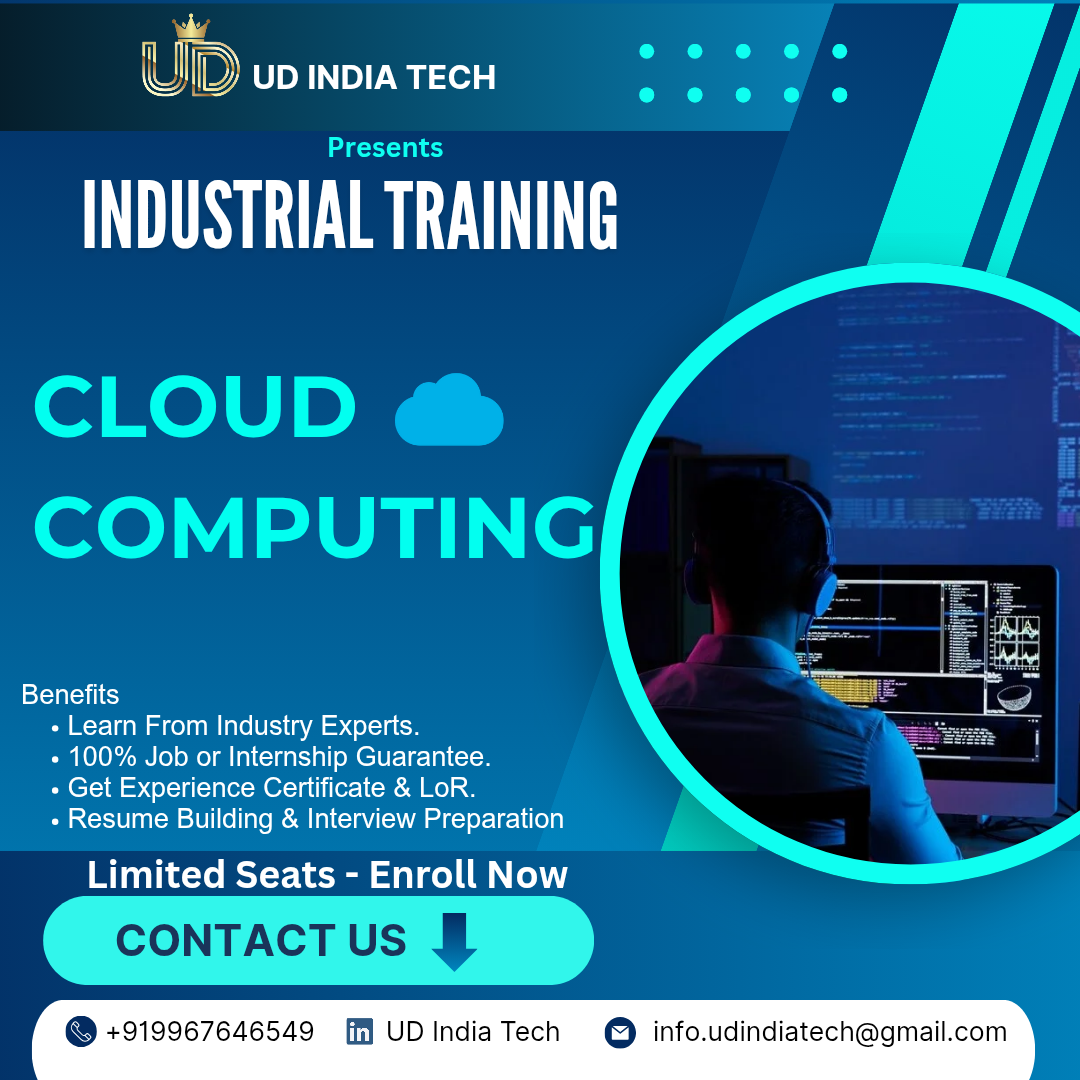 UD UD INDIA TECH
Presents
INDUSTRIAL TRAINING
CLOUD
COMPUTING
Benefits
• Learn From Industry Experts.
• 100% Job or Internship Guarantee.
• Get Experience Certificate & LoR.
• Resume Building & Interview Preparation
Limited Seats - Enroll Now
CONTACT US
+919967646549 in UD India Tech info.udindiatech@gmail.com